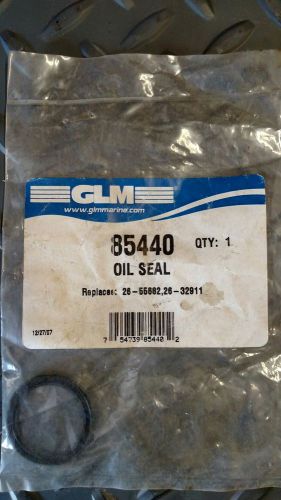 GLM
www.glmmarine.com
85440 QTY: 1
OIL SEAL
Replaces: 26-55682,26-32911
12/27/07
7 54739 85440 2